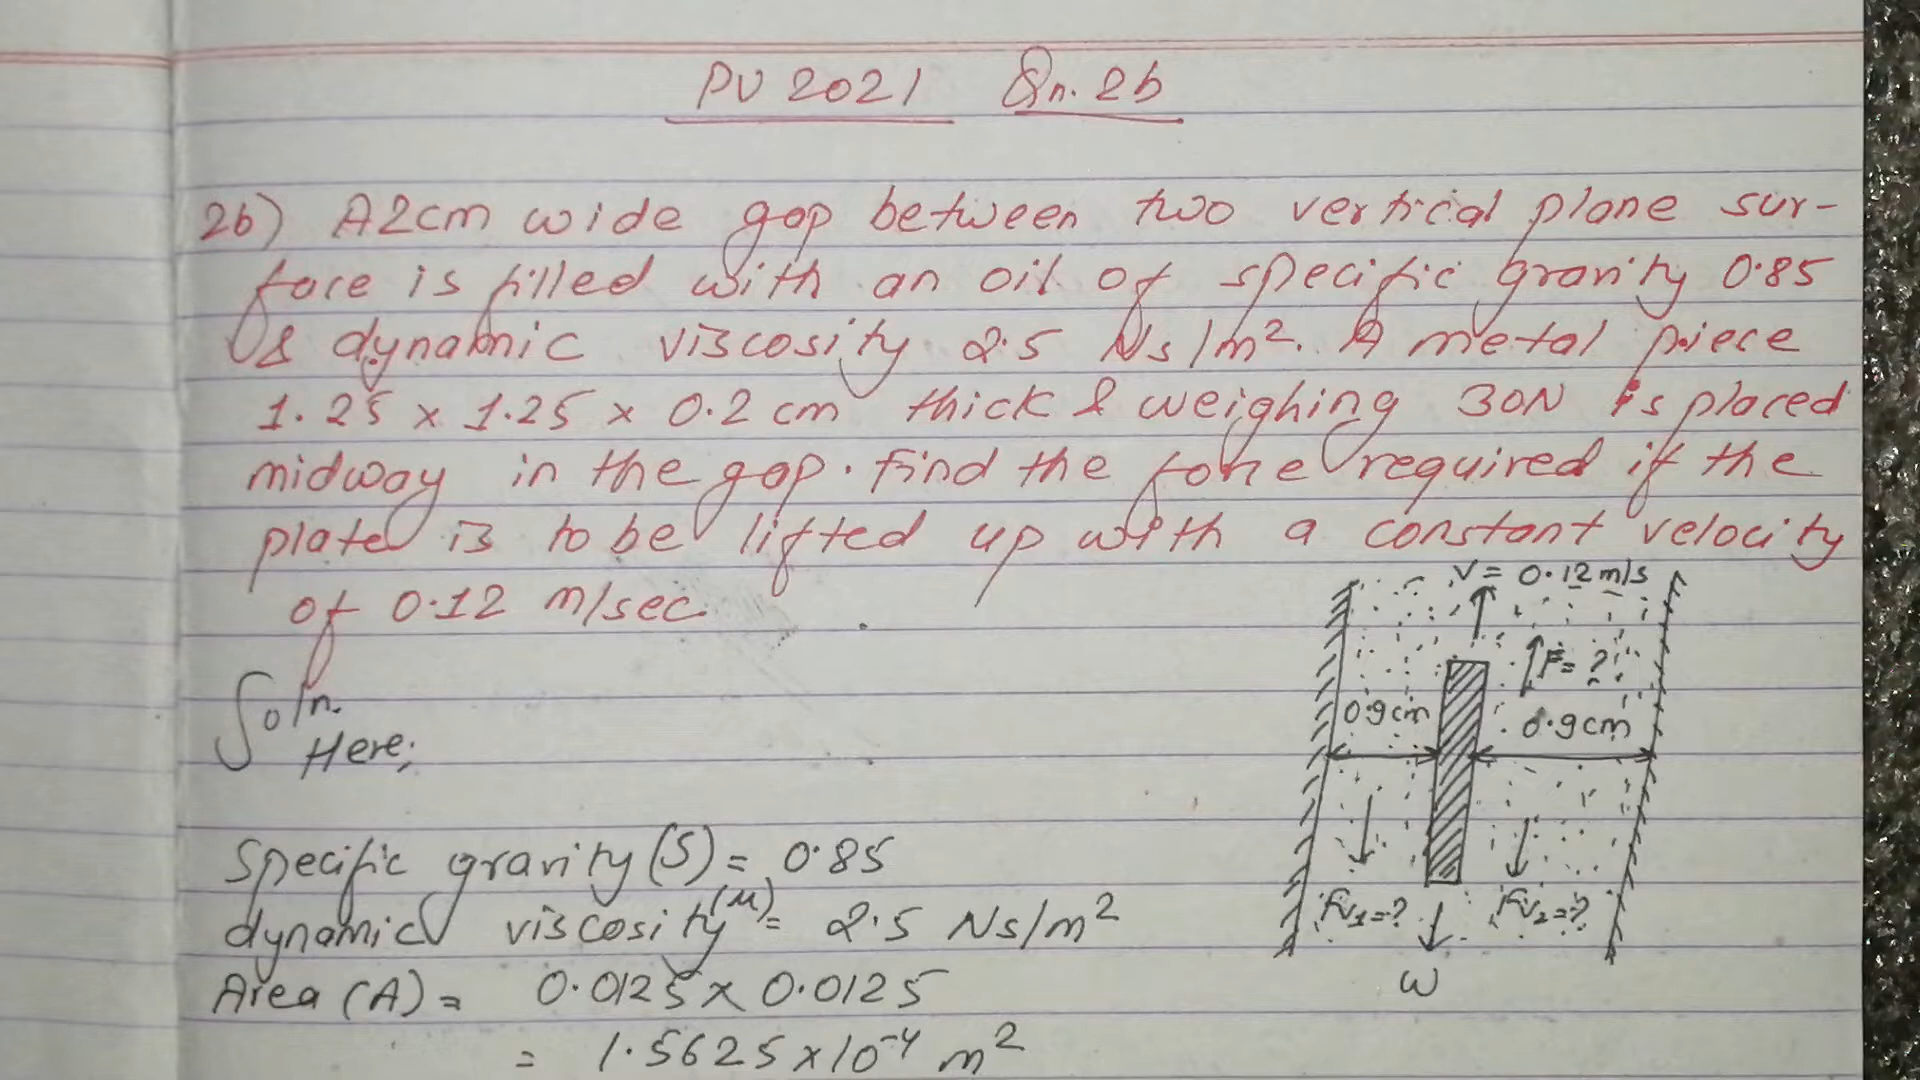 PU 2021 Qn. 2b
2b) A 2cm wide gap between two vertical plane sur-
face is filled with an oil of specific gravity 0.85
& dynamic viscosity 2.5 Ns/m². A metal piece
1.25 x 1.25 x 0.2 cm thick & weighing 30N is placed
midway in the gap. Find the force required if the
plate is to be lifted up with a constant velocity
of 0.12 m/sec.
V = 0.12 m/s
F = ?
0.9cm
0.9cm
Fv₁=?
Fv₂=?
W
Soln.
Here;
Specific gravity (S) = 0.85
dynamic viscosity (μ) = 2.5 Ns/m²
Area (A) = 0.0125 x 0.0125
= 1.5625 x 10⁻⁴ m²